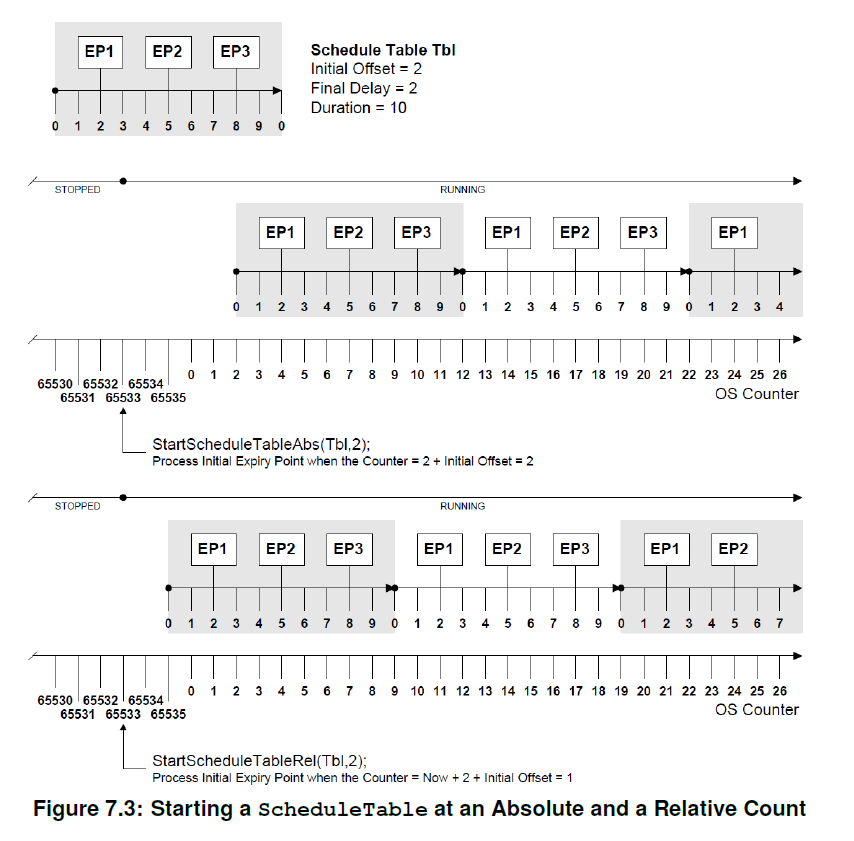 EP1 EP2 EP3
Schedule Table Tbl
Initial Offset = 2
Final Delay = 2
Duration = 10
0 1 2 3 4 5 6 7 8 9 0
STOPPED RUNNING
EP1 EP2 EP3 EP1 EP2 EP3 EP1
0 1 2 3 4 5 6 7 8 9 0 1 2 3 4 5 6 7 8 9 0 1 2 3 4
65530 65532 65534 0 1 2 3 4 5 6 7 8 9 10 11 12 13 14 15 16 17 18 19 20 21 22 23 24 25 26
65531 65533 65535
OS Counter
StartScheduleTableAbs(Tbl,2);
Process Initial Expiry Point when the Counter = 2 + Initial Offset = 2
STOPPED RUNNING
EP1 EP2 EP3 EP1 EP2 EP3 EP1 EP2
0 1 2 3 4 5 6 7 8 9 0 1 2 3 4 5 6 7 8 9 0 1 2 3 4 5 6 7
65530 65532 65534 0 1 2 3 4 5 6 7 8 9 10 11 12 13 14 15 16 17 18 19 20 21 22 23 24 25 26
65531 65533 65535
OS Counter
StartScheduleTableRel(Tbl,2);
Process Initial Expiry Point when the Counter = Now + 2 + Initial Offset = 1
Figure 7.3: Starting a ScheduleTable at an Absolute and a Relative Count